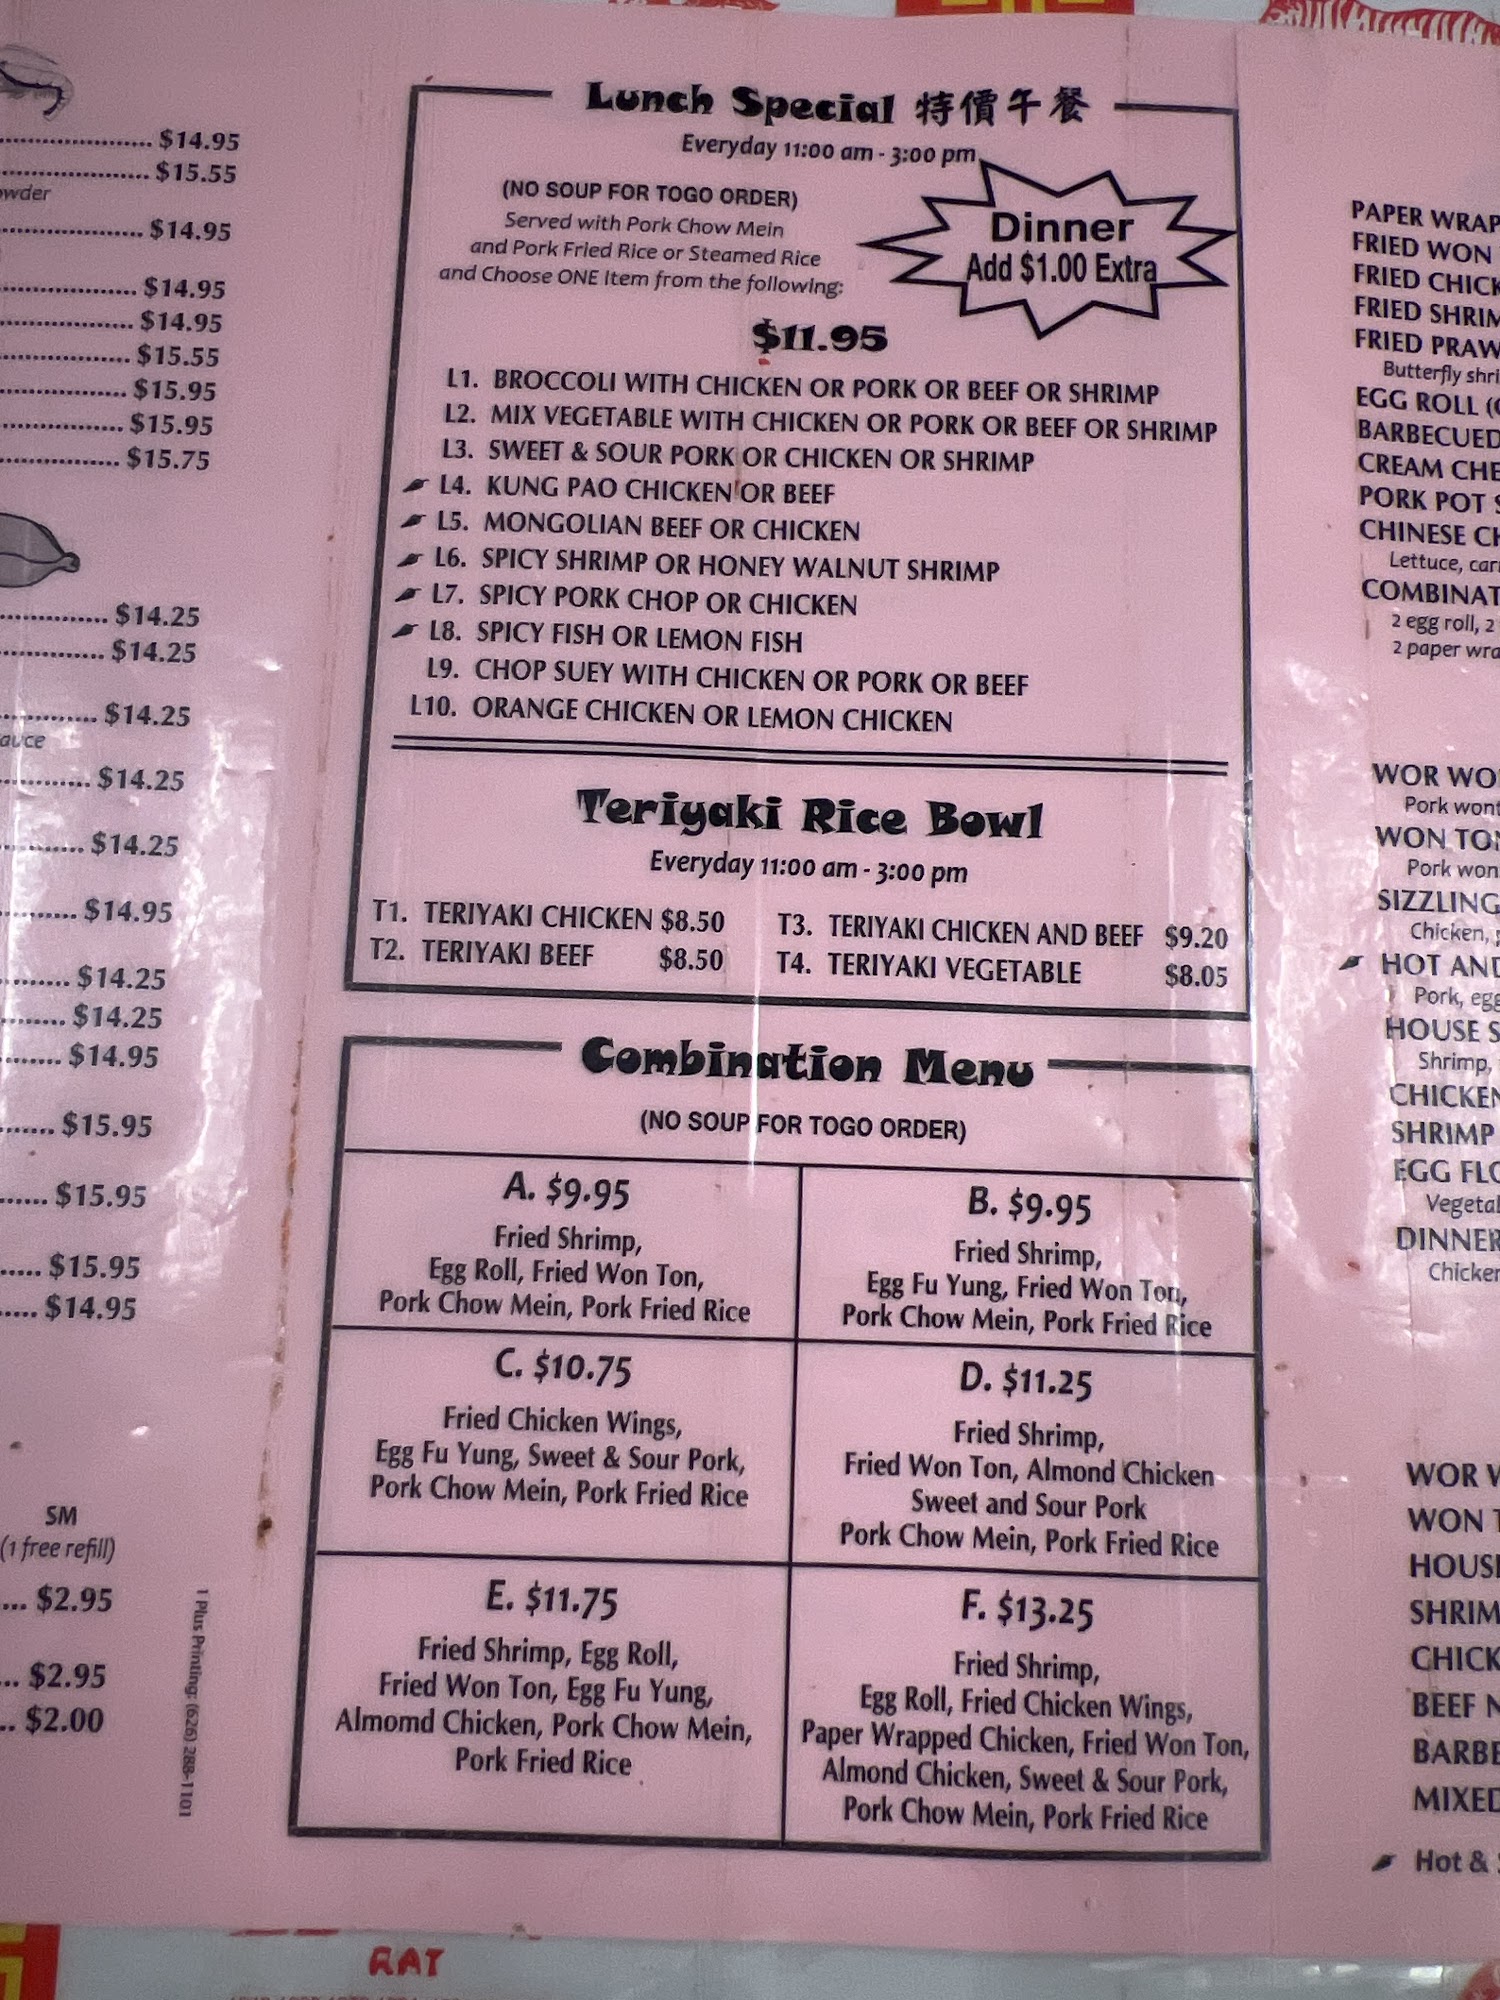 $14.95
$15.55
$14.95
$14.95
$14.95
$15.55
$15.95
$15.95
$15.75
$14.25
$14.25
$14.25
$14.25
$14.25
$14.95
$14.25
$14.25
$14.95
$15.95
$15.95
$15.95
$14.95
SM
(1 free refill)
$2.95
$2.95
$2.00
1 Plus Printing: (626) 288-1101
Lunch Special 特價午餐
Everyday 11:00 am - 3:00 pm
(NO SOUP FOR TOGO ORDER)
Served with Pork Chow Mein
and Pork Fried Rice or Steamed Rice
and Choose ONE Item from the following:
Dinner
Add $1.00 Extra
$11.95
L1. BROCCOLI WITH CHICKEN OR PORK OR BEEF OR SHRIMP
L2. MIX VEGETABLE WITH CHICKEN OR PORK OR BEEF OR SHRIMP
L3. SWEET & SOUR PORK OR CHICKEN OR SHRIMP
L4. KUNG PAO CHICKEN OR BEEF
L5. MONGOLIAN BEEF OR CHICKEN
L6. SPICY SHRIMP OR HONEY WALNUT SHRIMP
L7. SPICY PORK CHOP OR CHICKEN
L8. SPICY FISH OR LEMON FISH
L9. CHOP SUEY WITH CHICKEN OR PORK OR BEEF
L10. ORANGE CHICKEN OR LEMON CHICKEN
Teriyaki Rice Bowl
Everyday 11:00 am - 3:00 pm
T1. TERIYAKI CHICKEN $8.50 T3. TERIYAKI CHICKEN AND BEEF $9.20
T2. TERIYAKI BEEF $8.50 T4. TERIYAKI VEGETABLE $8.05
Combination Menu
(NO SOUP FOR TOGO ORDER)
A. $9.95
Fried Shrimp,
Egg Roll, Fried Won Ton,
Pork Chow Mein, Pork Fried Rice
B. $9.95
Fried Shrimp,
Egg Fu Yung, Fried Won Ton,
Pork Chow Mein, Pork Fried Rice
C. $10.75
Fried Chicken Wings,
Egg Fu Yung, Sweet & Sour Pork,
Pork Chow Mein, Pork Fried Rice
D. $11.25
Fried Shrimp,
Fried Won Ton, Almond Chicken
Sweet and Sour Pork
Pork Chow Mein, Pork Fried Rice
E. $11.75
Fried Shrimp, Egg Roll,
Fried Won Ton, Egg Fu Yung,
Almomd Chicken, Pork Chow Mein,
Pork Fried Rice
F. $13.25
Fried Shrimp,
Egg Roll, Fried Chicken Wings,
Paper Wrapped Chicken, Fried Won Ton,
Almond Chicken, Sweet & Sour Pork,
Pork Chow Mein, Pork Fried Rice
PAPER
FRIED WON
FRIED
FRIED
FRIED
Butterfly
EGG ROLL
BARBECUED
CREAM
PORK POT
CHINESE
Lettuce,
2 egg roll, 2
2 paper
WOR
Pork
WON
Pork
SIZZLING
Chicken,
HOT
Pork,
HOUSE
Shrimp,
CHICKEN
SHRIMP
EGG
DINNER
WOR
WON
BEEF
MIXED
Hot &
RAT